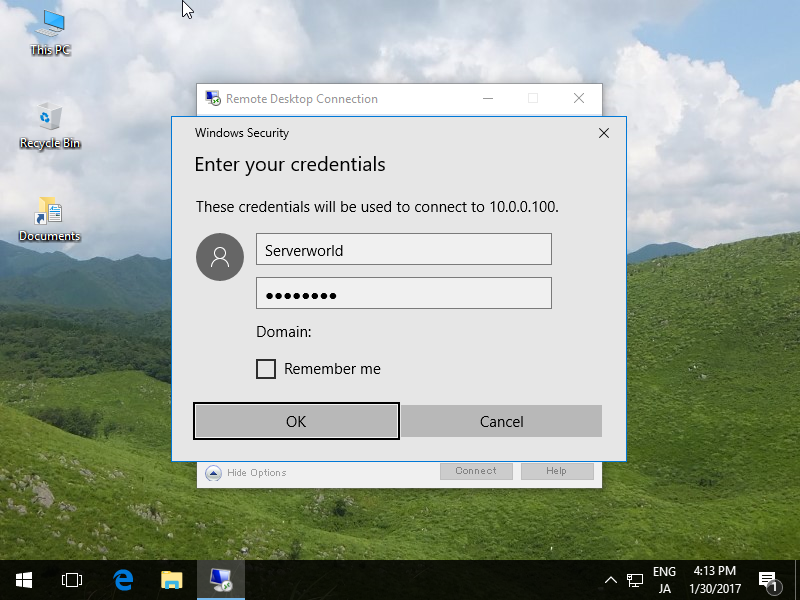 This PC
Recycle Bin
Documents
Remote Desktop Connection
Windows Security
Enter your credentials
These credentials will be used to connect to 10.0.0.100.
Serverworld
●●●●●●●●
Domain:
Remember me
OK
Cancel
Hide Options
Connect
Help
ENG
JA
4:13 PM
1/30/2017
1